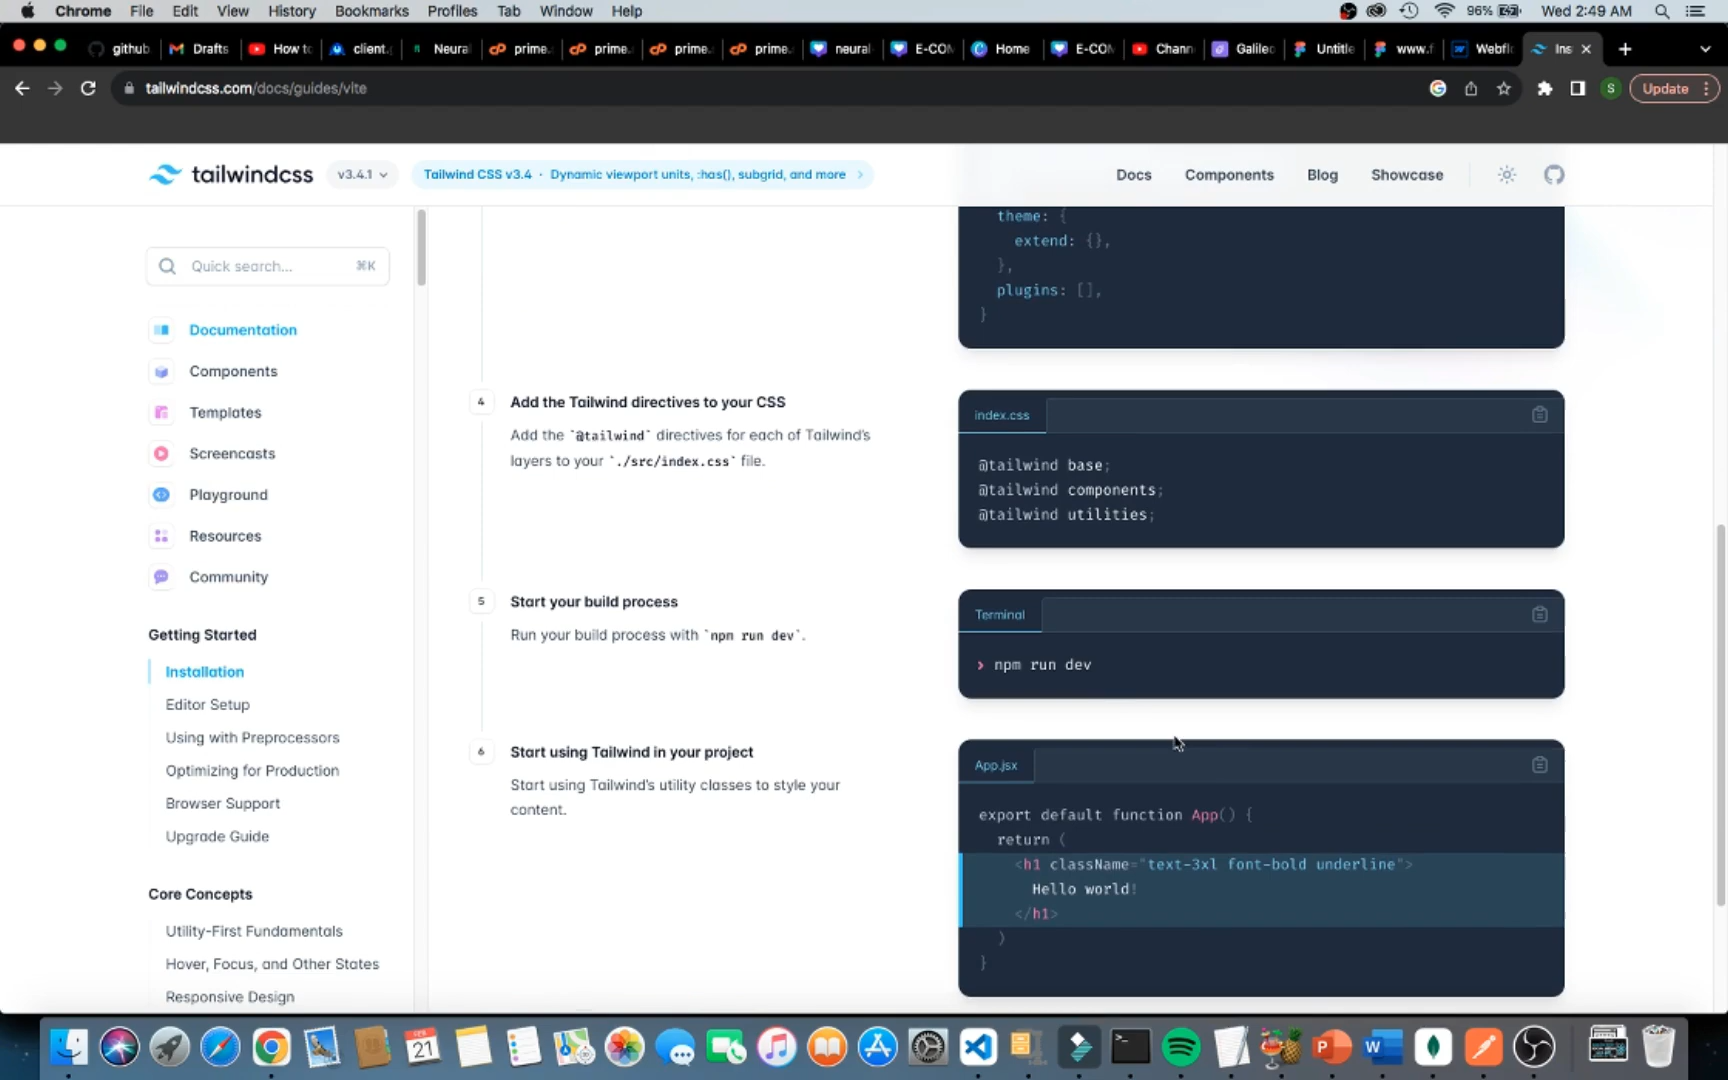 Chrome File Edit View History Bookmarks Profiles Tab Window Help 96% Wed 2:49 AM
github Drafts How to client. Neura prime. prime. prime. prime. neural E-CON Home E-CON Chann Galileo Untitle www.f Webfl Ins
tailwindcss.com/docs/guides/vite S Update
tailwindcss v3.4.1 Tailwind CSS v3.4 · Dynamic viewport units, :has(), subgrid, and more Docs Components Blog Showcase
Quick search... ⌘K
Documentation
Components
Templates
Screencasts
Playground
Resources
Community
Getting Started
Installation
Editor Setup
Using with Preprocessors
Optimizing for Production
Browser Support
Upgrade Guide
Core Concepts
Utility-First Fundamentals
Hover, Focus, and Other States
Responsive Design
theme: {
extend: {},
},
plugins: [],
}
4 Add the Tailwind directives to your CSS
Add the `@tailwind` directives for each of Tailwind's
layers to your `./src/index.css` file.
index.css
@tailwind base;
@tailwind components;
@tailwind utilities;
5 Start your build process
Run your build process with `npm run dev`.
Terminal
> npm run dev
6 Start using Tailwind in your project
Start using Tailwind's utility classes to style your
content.
App.jsx
export default function App() {
return (
<h1 className="text-3xl font-bold underline">
Hello world!
</h1>
)
}
21
P W